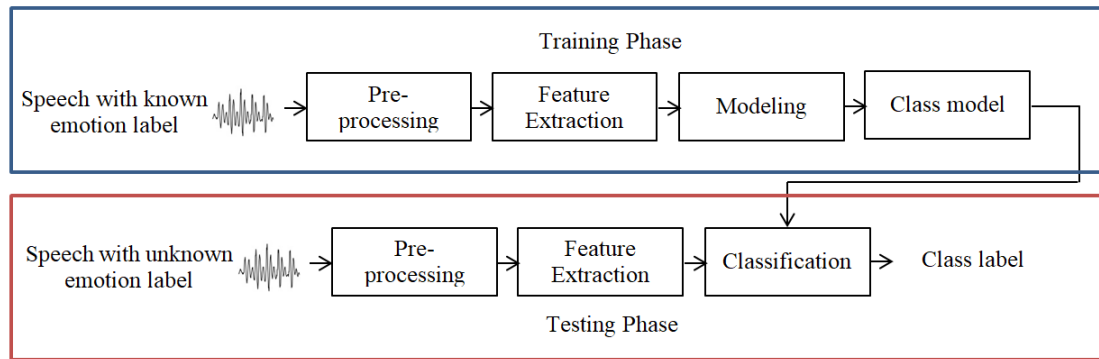 Training Phase
Speech with known
emotion label
Pre-
processing
Feature
Extraction
Modeling
Class model
Speech with unknown
emotion label
Pre-
processing
Feature
Extraction
Classification
Class label
Testing Phase